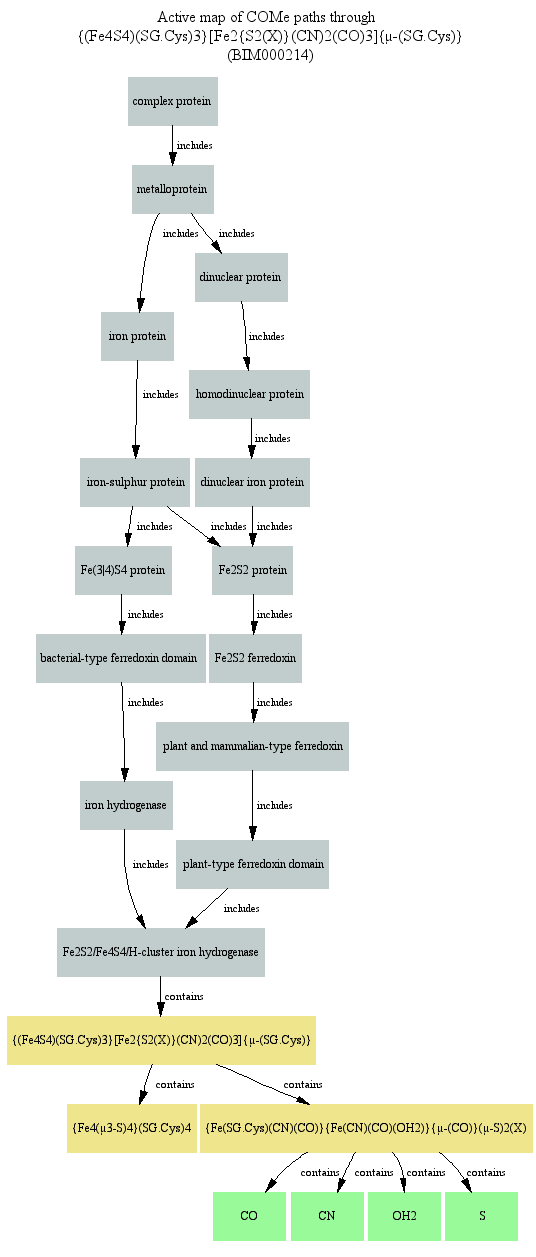 Active map of COMe paths through
{(Fe4S4)(SG.Cys)3}[Fe2{S2(X)}(CN)2(CO)3]{μ-(SG.Cys)}
(BIM000214)
complex protein
includes
metalloprotein
includes
includes
dinuclear protein
iron protein
includes
homodinuclear protein
includes
includes
iron-sulphur protein
dinuclear iron protein
includes
includes
includes
Fe(3|4)S4 protein
Fe2S2 protein
includes
includes
bacterial-type ferredoxin domain
Fe2S2 ferredoxin
includes
includes
plant and mammalian-type ferredoxin
iron hydrogenase
includes
includes
plant-type ferredoxin domain
includes
Fe2S2/Fe4S4/H-cluster iron hydrogenase
contains
{(Fe4S4)(SG.Cys)3}[Fe2{S2(X)}(CN)2(CO)3]{μ-(SG.Cys)}
contains
contains
{Fe4(μ3-S)4}(SG.Cys)4
{Fe(SG.Cys)(CN)(CO)}{Fe(CN)(CO)(OH2)}{μ-(CO)}(μ-S)2(X)
contains
contains
contains
contains
CO
CN
OH2
S